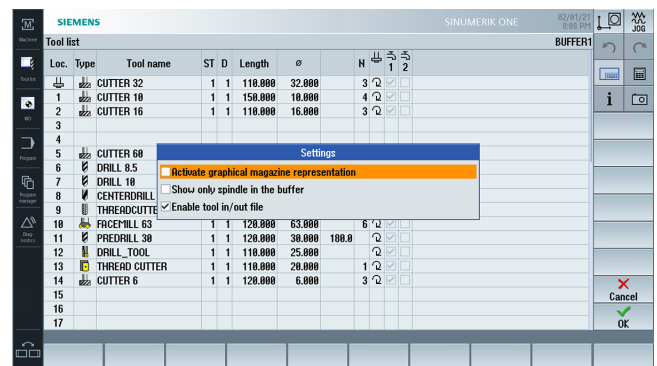 SIEMENS SINUMERIK ONE 02/01/21 8:08 PM
JOG
Machine
Tool list BUFFER1
Loc. Type Tool name ST D Length ø N 1 2
CUTTER 32 1 1 110.000 32.000 3
1 CUTTER 10 1 1 150.000 10.000 4
2 CUTTER 16 1 1 110.000 16.000 3
3
4
5 CUTTER 60
6 DRILL 8.5
7 DRILL 10
8 CENTERDRILL
9 THREADCUTTE
Settings
Activate graphical magazine representation
Show only spindle in the buffer
Enable tool in/out file
10 FACEMILL 63 1 1 120.000 63.000 6
11 PREDRILL 30 1 1 120.000 30.000 180.0
12 DRILL_TOOL 1 1 110.000 25.000
13 THREAD CUTTER 1 1 110.000 20.000 1
14 CUTTER 6 1 1 120.000 6.000 3
15
16
17
Tool list
WO
Program
Program manager
Diag-
nostics
i
Cancel
OK